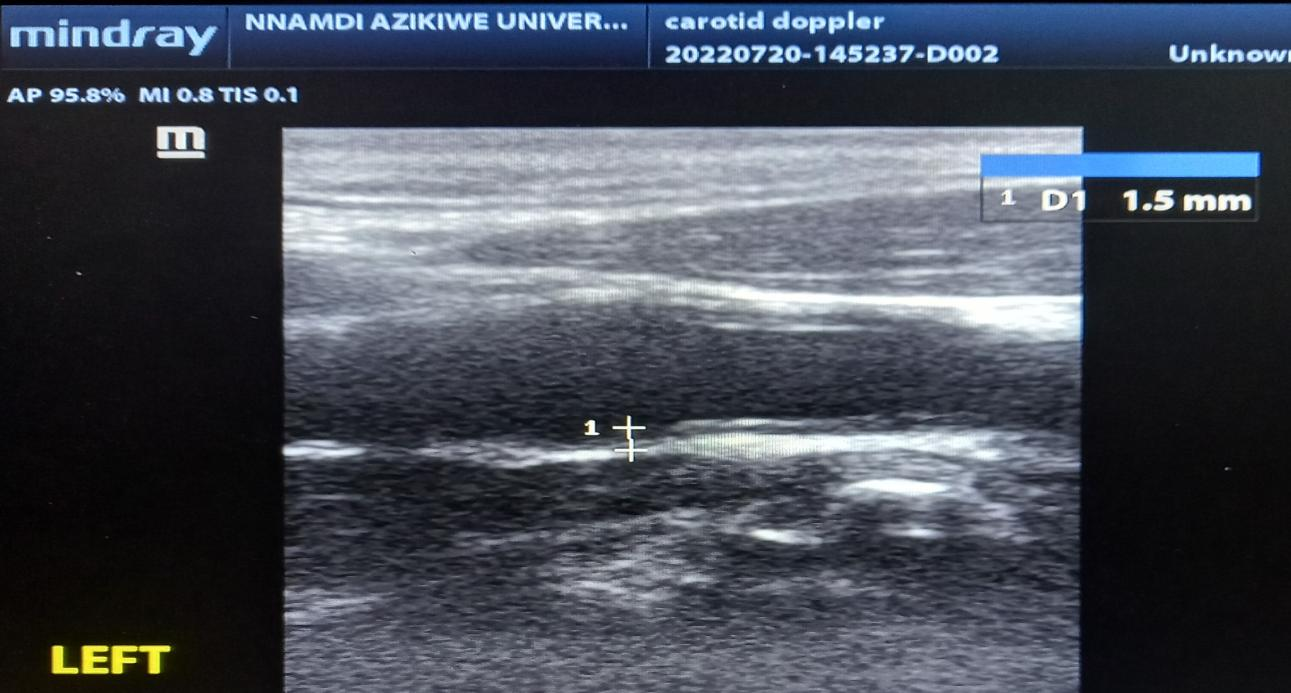 mindray
NNAMDI AZIKIWE UNIVER...
carotid doppler
20220720-145237-D002
Unknow
AP 95.8% MI 0.8 TIS 0.1
m
1 D1 1.5 mm
1
LEFT